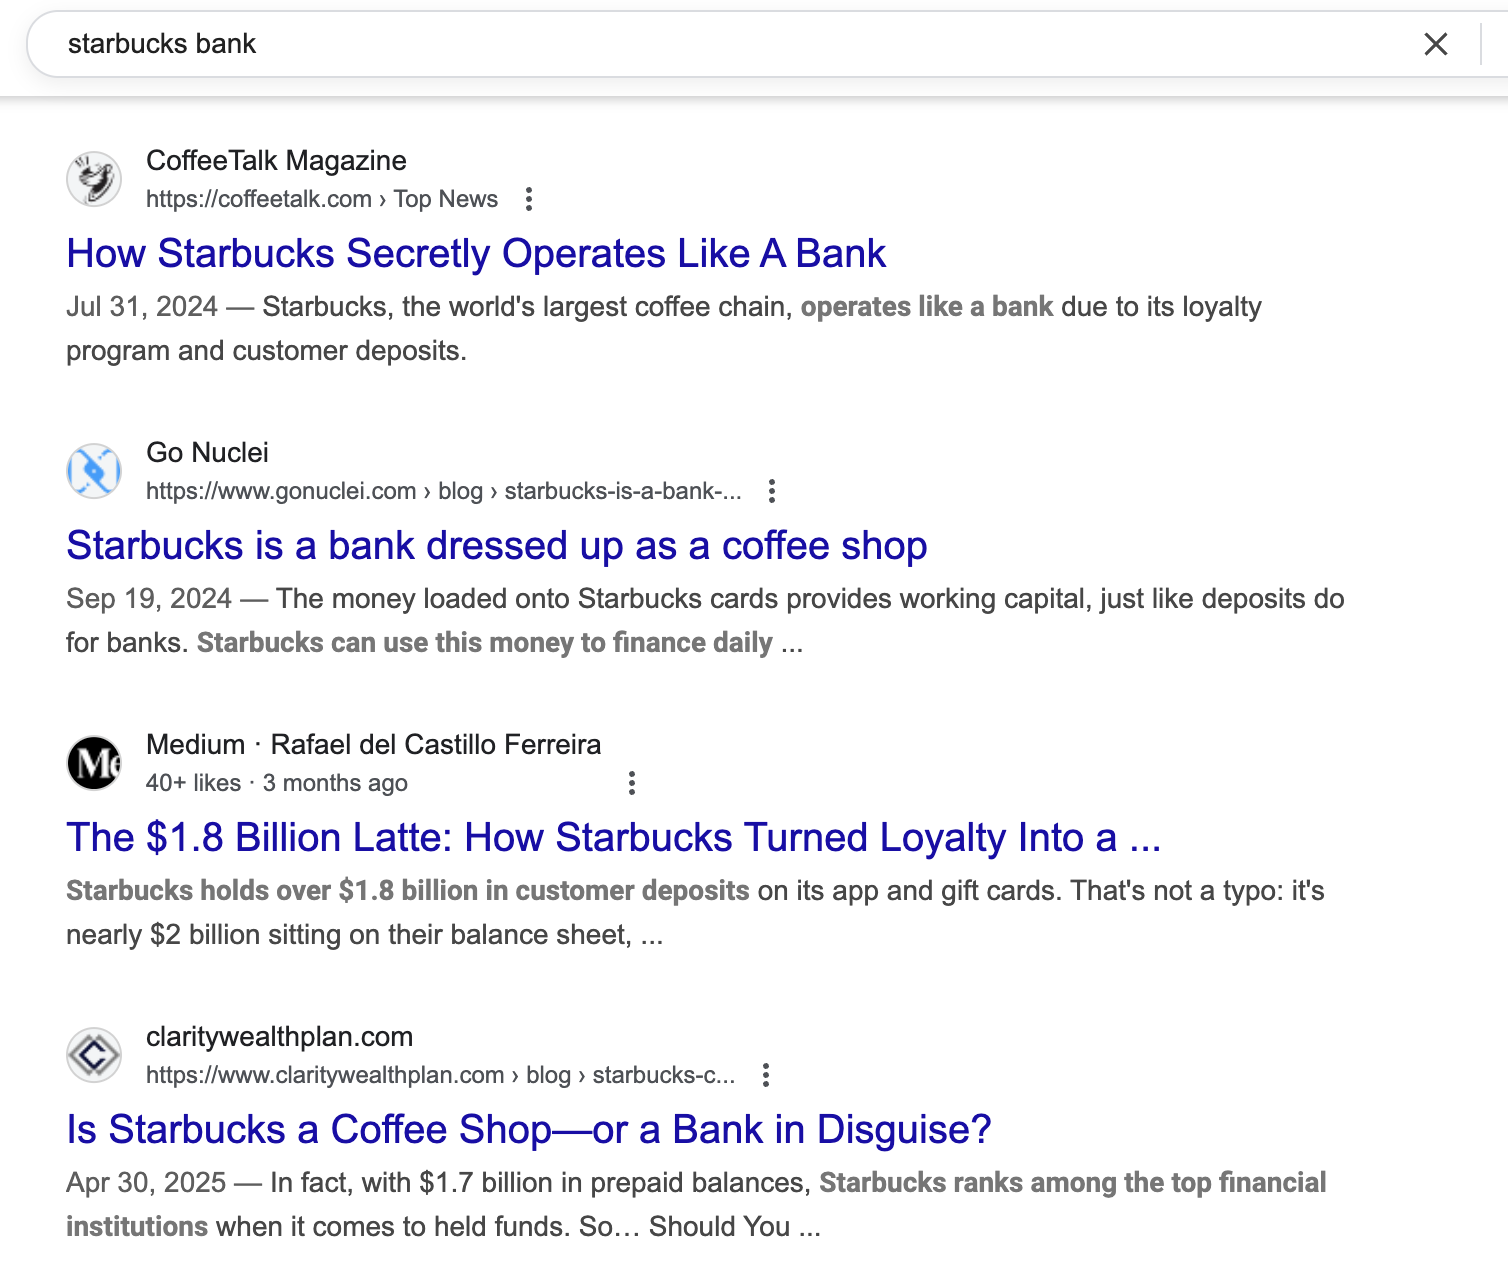 starbucks bank
CoffeeTalk Magazine
https://coffeetalk.com › Top News
How Starbucks Secretly Operates Like A Bank
Jul 31, 2024 — Starbucks, the world's largest coffee chain, operates like a bank due to its loyalty
program and customer deposits.
Go Nuclei
https://www.gonuclei.com › blog › starbucks-is-a-bank-...
Starbucks is a bank dressed up as a coffee shop
Sep 19, 2024 — The money loaded onto Starbucks cards provides working capital, just like deposits do
for banks. Starbucks can use this money to finance daily ...
Me
Medium · Rafael del Castillo Ferreira
40+ likes · 3 months ago
The $1.8 Billion Latte: How Starbucks Turned Loyalty Into a ...
Starbucks holds over $1.8 billion in customer deposits on its app and gift cards. That's not a typo: it's
nearly $2 billion sitting on their balance sheet, ...
claritywealthplan.com
https://www.claritywealthplan.com › blog › starbucks-c...
Is Starbucks a Coffee Shop—or a Bank in Disguise?
Apr 30, 2025 — In fact, with $1.7 billion in prepaid balances, Starbucks ranks among the top financial
institutions when it comes to held funds. So… Should You ...